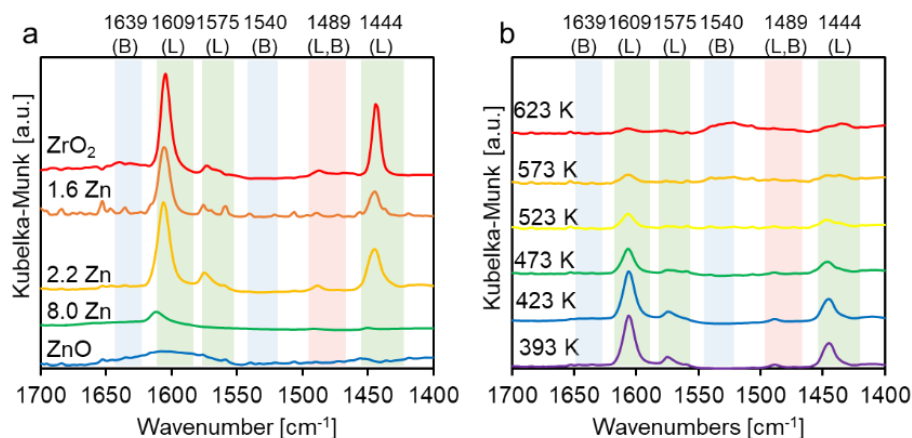 a
1639 1609 1575 1540 1489 1444
(B) (L) (L) (B) (L,B) (L)
Kubelka-Munk [a.u.]
ZrO₂
1.6 Zn
2.2 Zn
8.0 Zn
ZnO
1700 1650 1600 1550 1500 1450 1400
Wavenumber [cm⁻¹]
b
1639 1609 1575 1540 1489 1444
(B) (L) (L) (B) (L,B) (L)
Kubelka-Munk [a.u.]
623 K
573 K
523 K
473 K
423 K
393 K
1700 1650 1600 1550 1500 1450 1400
Wavenumbers [cm⁻¹]